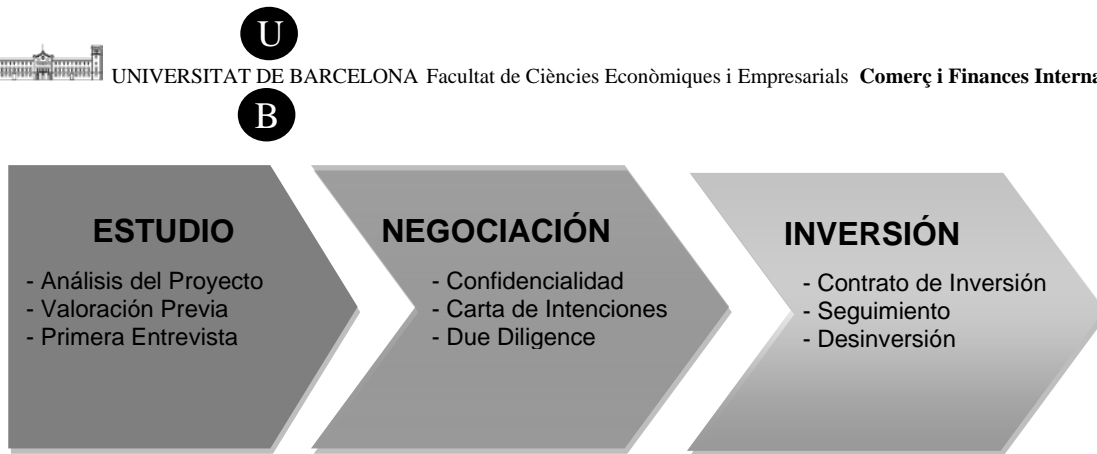 U
UNIVERSITAT DE BARCELONA Facultat de Ciències Econòmiques i Empresarials Comerç i Finances
B
ESTUDIO
- Análisis del Proyecto
- Valoración Previa
- Primera Entrevista
NEGOCIACIÓN
- Confidencialidad
- Carta de Intenciones
- Due Diligence
INVERSIÓN
- Contrato de Inversión
- Seguimiento
- Desinversión